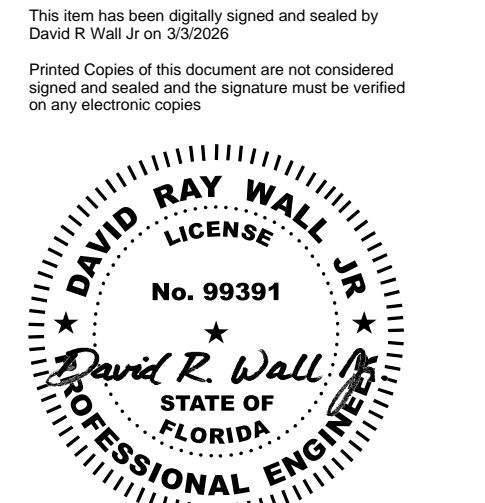 This item has been digitally signed and sealed by
David R Wall Jr on 3/3/2026
Printed Copies of this document are not considered
signed and sealed and the signature must be verified
on any electronic copies
DAVID RAY WALL JR
LICENSE
No. 99391
David R. Wall Jr.
STATE OF
FLORIDA
PROFESSIONAL ENGINEER